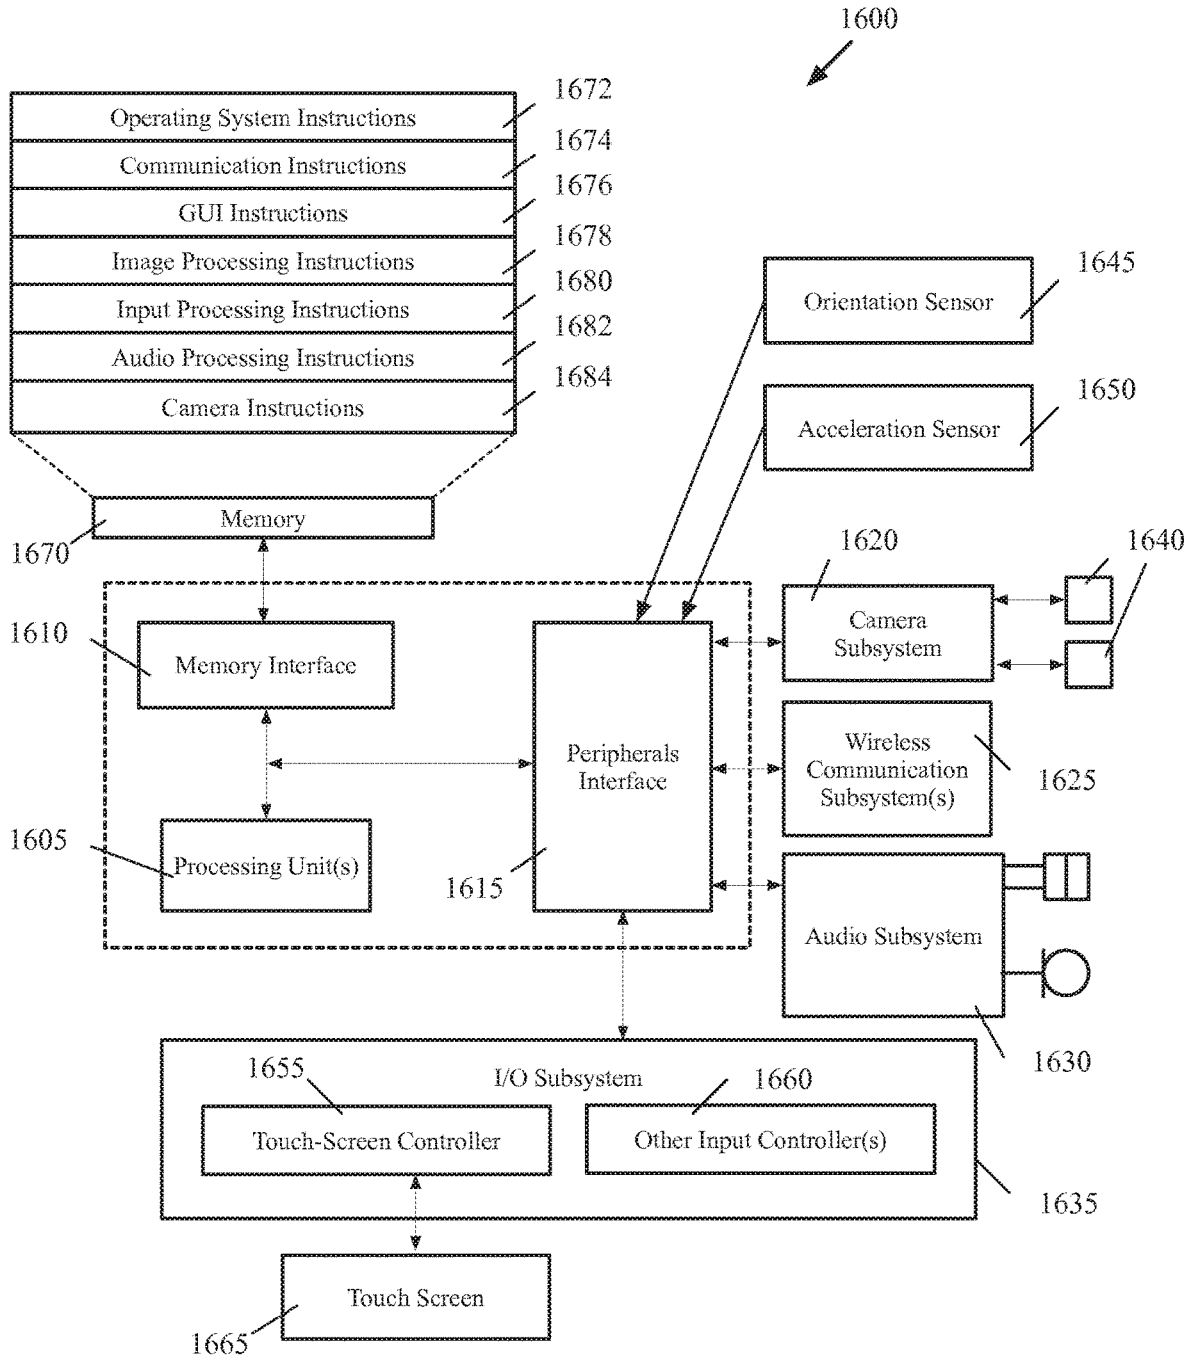 1600
1672
Operating System Instructions
1674
Communication Instructions
1676
GUI Instructions
1678
Image Processing Instructions
1680
Input Processing Instructions
1682
Audio Processing Instructions
1684
Camera Instructions
1645
Orientation Sensor
1650
Acceleration Sensor
Memory
1670
1620
1640
1610
Memory Interface
Camera
Subsystem
Peripherals
Interface
Wireless
Communication
Subsystem(s)
1625
1605
Processing Unit(s)
1615
Audio Subsystem
1630
1655
I/O Subsystem
1660
Touch-Screen Controller
Other Input Controller(s)
1635
Touch Screen
1665